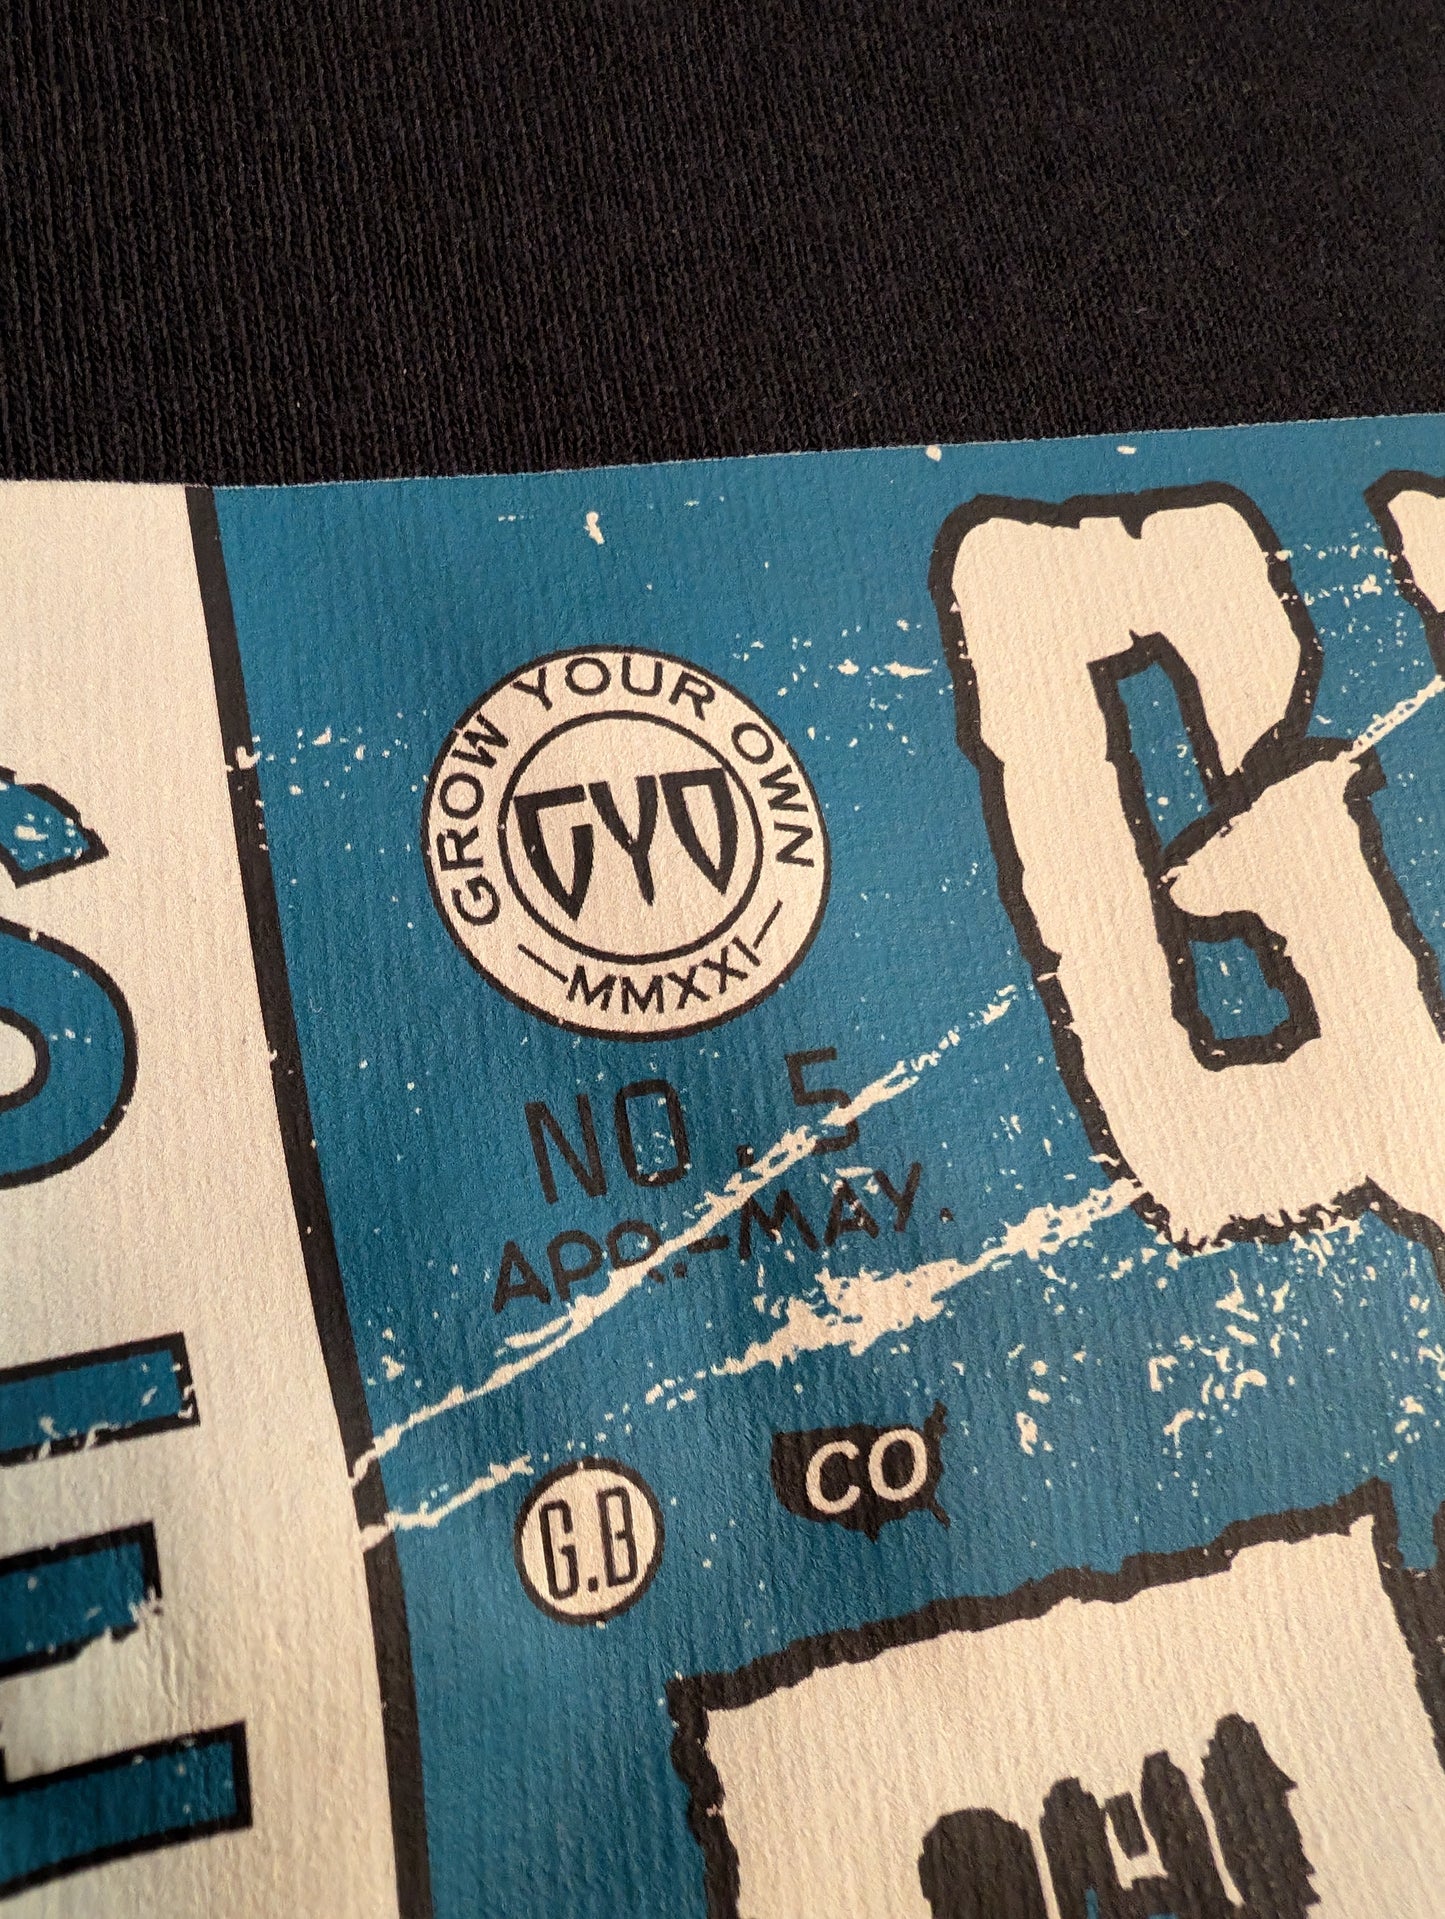 GROW YOUR OWN
GYO
—MMXXI—
NO. 5
APR.-MAY.
CO
G.B
G